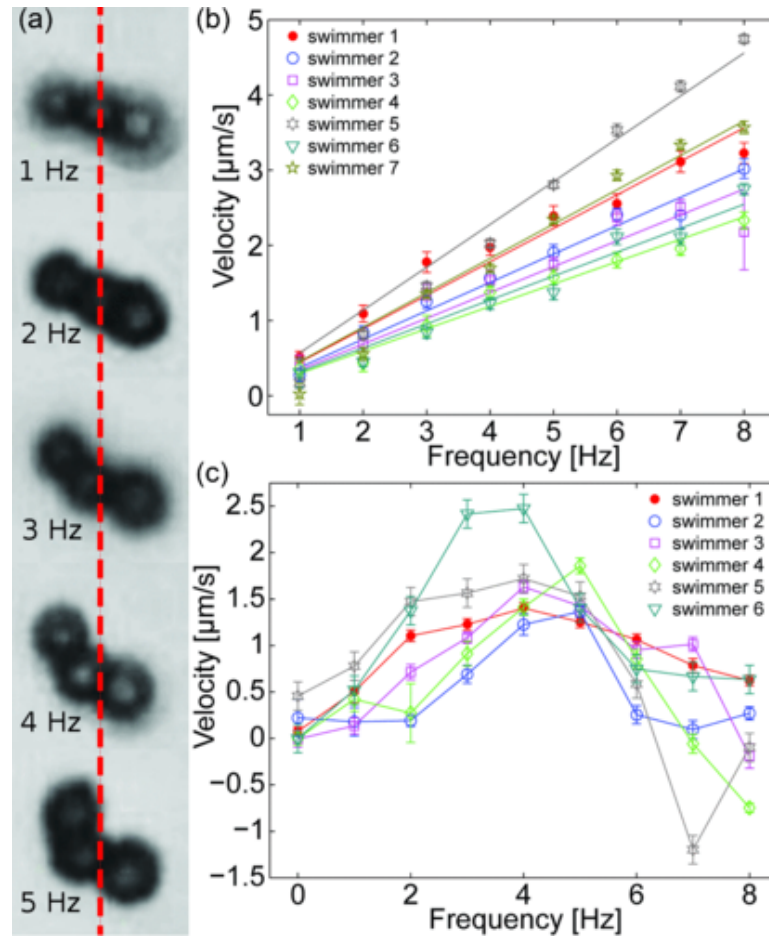 (a)
1 Hz
2 Hz
3 Hz
4 Hz
5 Hz
(b)
swimmer 1
swimmer 2
swimmer 3
swimmer 4
swimmer 5
swimmer 6
swimmer 7
Velocity [µm/s]
5
4
3
2
1
0
1 2 3 4 5 6 7 8
Frequency [Hz]
(c)
swimmer 1
swimmer 2
swimmer 3
swimmer 4
swimmer 5
swimmer 6
Velocity [µm/s]
2.5
2
1.5
1
0.5
0
−0.5
−1
−1.5
0 2 4 6 8
Frequency [Hz]